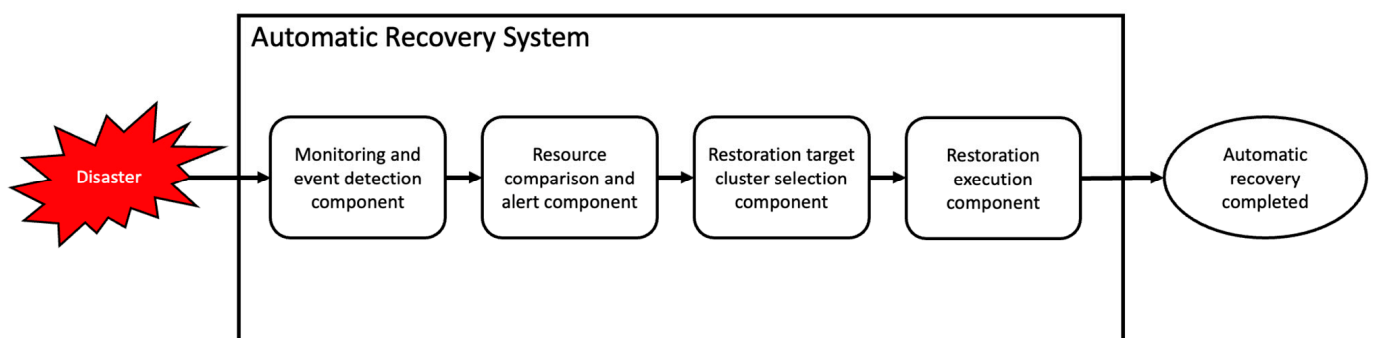 Automatic Recovery System
Disaster
Monitoring and
event detection
component
Resource
comparison and
alert component
Restoration target
cluster selection
component
Restoration
execution
component
Automatic
recovery
completed